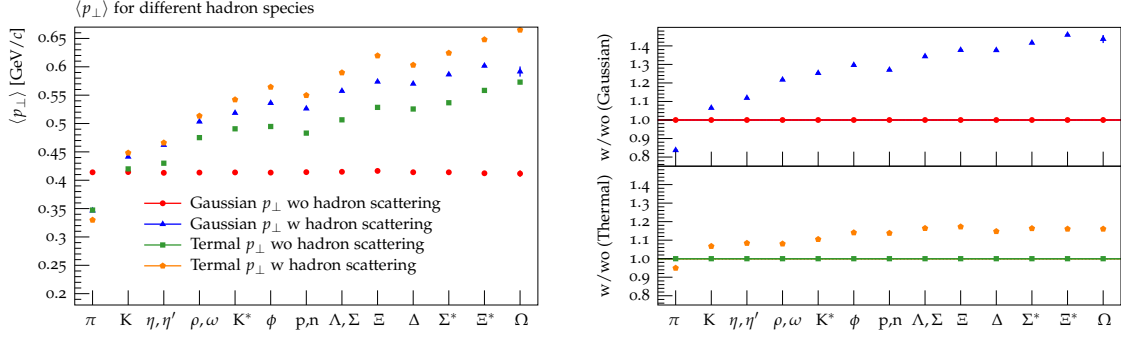 ⟨p⊥⟩ for different hadron species
⟨p⊥⟩ [GeV/c]
0.65
0.6
0.55
0.5
0.45
0.4
0.35
0.3
0.25
0.2
Gaussian p⊥ wo hadron scattering
Gaussian p⊥ w hadron scattering
Termal p⊥ wo hadron scattering
Termal p⊥ w hadron scattering
π K η, η′ ρ, ω K* ϕ p,n Λ, Σ Ξ Δ Σ* Ξ* Ω
w/wo (Gaussian)
1.4
1.3
1.2
1.1
1.0
0.9
0.8
w/wo (Thermal)
1.4
1.3
1.2
1.1
1.0
0.9
0.8
π K η, η′ ρ, ω K* ϕ p,n Λ, Σ Ξ Δ Σ* Ξ* Ω